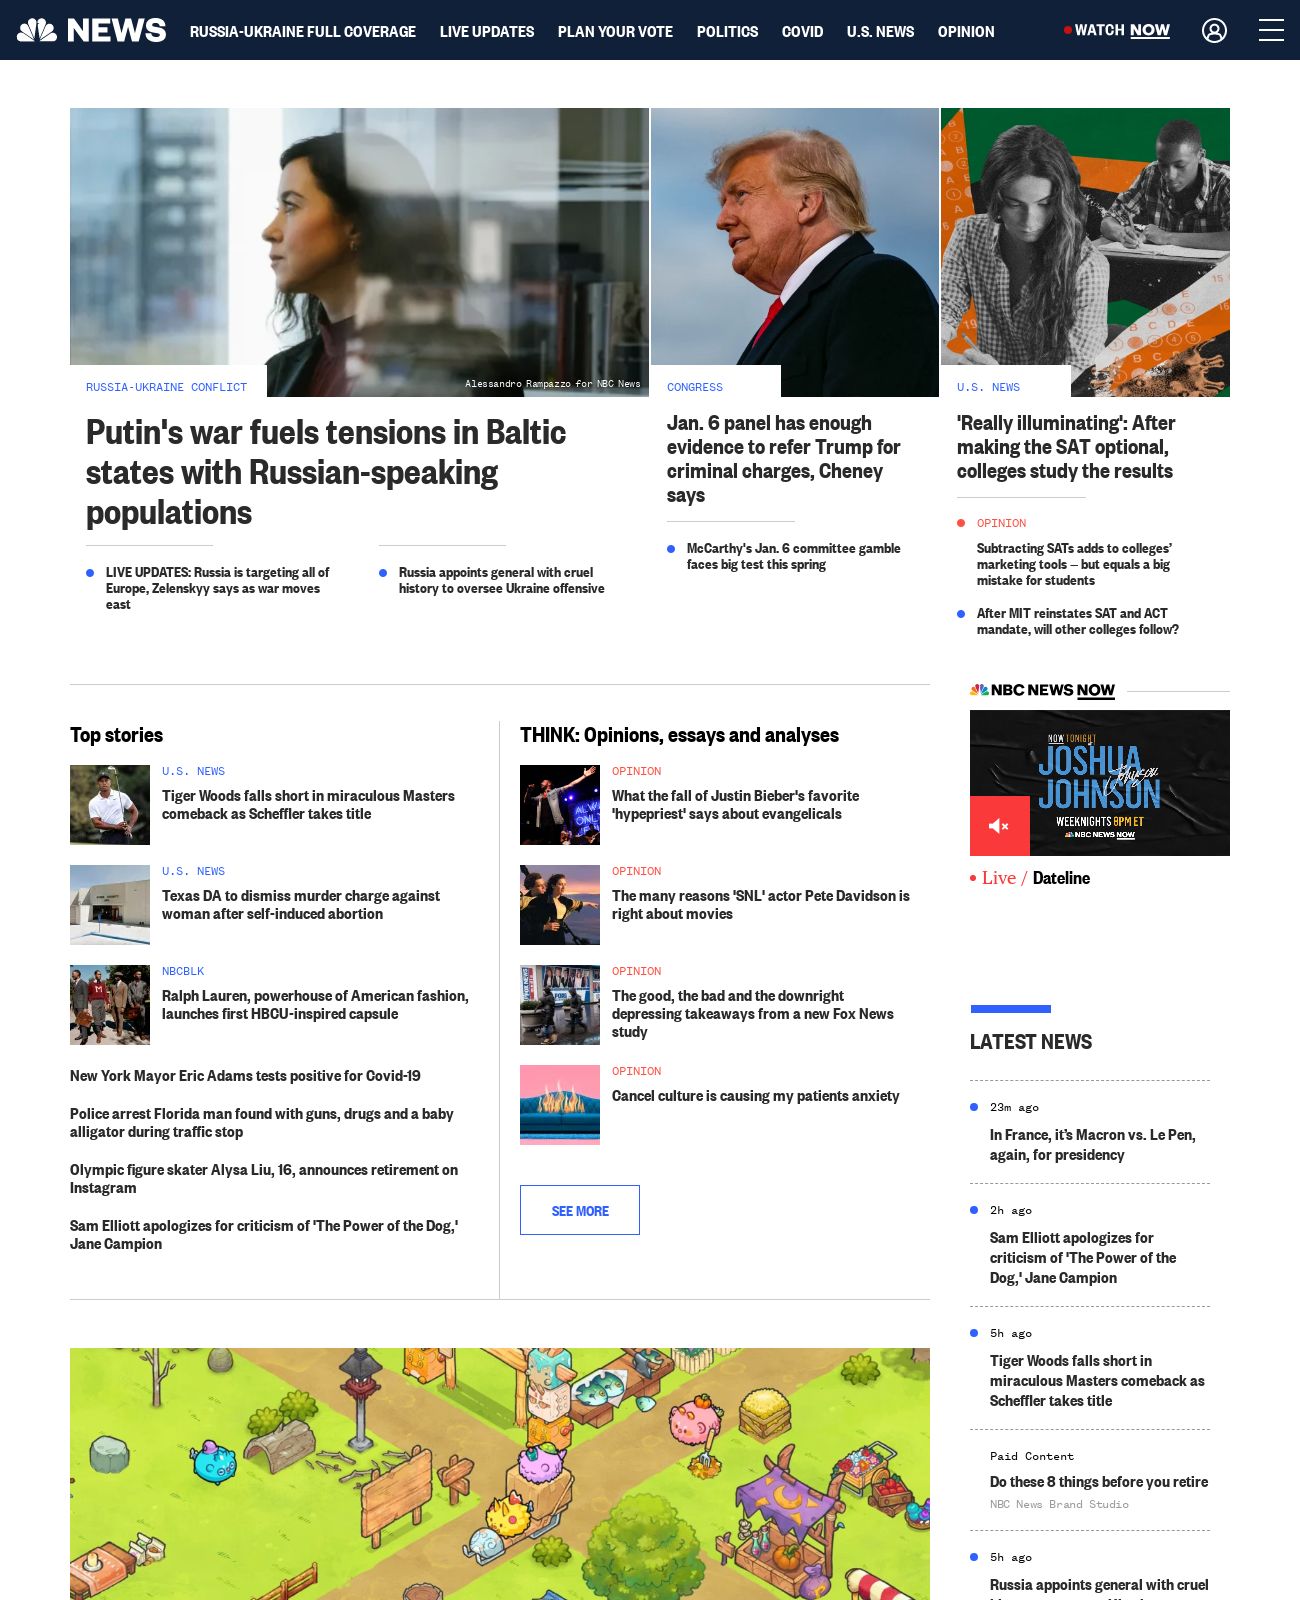 NEWS
RUSSIA-UKRAINE FULL COVERAGE
LIVE UPDATES
PLAN YOUR VOTE
POLITICS
COVID
U.S. NEWS
OPINION
WATCH NOW
RUSSIA-UKRAINE CONFLICT
Alessandro Rampazzo for NBC News
Putin's war fuels tensions in Baltic
states with Russian-speaking
populations
LIVE UPDATES: Russia is targeting all of
Europe, Zelenskyy says as war moves
east
Russia appoints general with cruel
history to oversee Ukraine offensive
CONGRESS
Jan. 6 panel has enough
evidence to refer Trump for
criminal charges, Cheney
says
McCarthy's Jan. 6 committee gamble
faces big test this spring
U.S. NEWS
'Really illuminating': After
making the SAT optional,
colleges study the results
OPINION
Subtracting SATs adds to colleges’
marketing tools — but equals a big
mistake for students
After MIT reinstates SAT and ACT
mandate, will other colleges follow?
Top stories
U.S. NEWS
Tiger Woods falls short in miraculous Masters
comeback as Scheffler takes title
U.S. NEWS
Texas DA to dismiss murder charge against
woman after self-induced abortion
NBCBLK
Ralph Lauren, powerhouse of American fashion,
launches first HBCU-inspired capsule
New York Mayor Eric Adams tests positive for Covid-19
Police arrest Florida man found with guns, drugs and a baby
alligator during traffic stop
Olympic figure skater Alysa Liu, 16, announces retirement on
Instagram
Sam Elliott apologizes for criticism of 'The Power of the Dog,'
Jane Campion
THINK: Opinions, essays and analyses
OPINION
What the fall of Justin Bieber's favorite
'hypepriest' says about evangelicals
OPINION
The many reasons 'SNL' actor Pete Davidson is
right about movies
OPINION
The good, the bad and the downright
depressing takeaways from a new Fox News
study
OPINION
Cancel culture is causing my patients anxiety
SEE MORE
NBC NEWS NOW
NOW TONIGHT
JOSHUA
JOHNSON
WEEKNIGHTS 8PM ET
NBC NEWS NOW
Live / Dateline
LATEST NEWS
23m ago
In France, it’s Macron vs. Le Pen,
again, for presidency
2h ago
Sam Elliott apologizes for
criticism of 'The Power of the
Dog,' Jane Campion
5h ago
Tiger Woods falls short in
miraculous Masters comeback as
Scheffler takes title
Paid Content
Do these 8 things before you retire
NBC News Brand Studio
5h ago
Russia appoints general with cruel